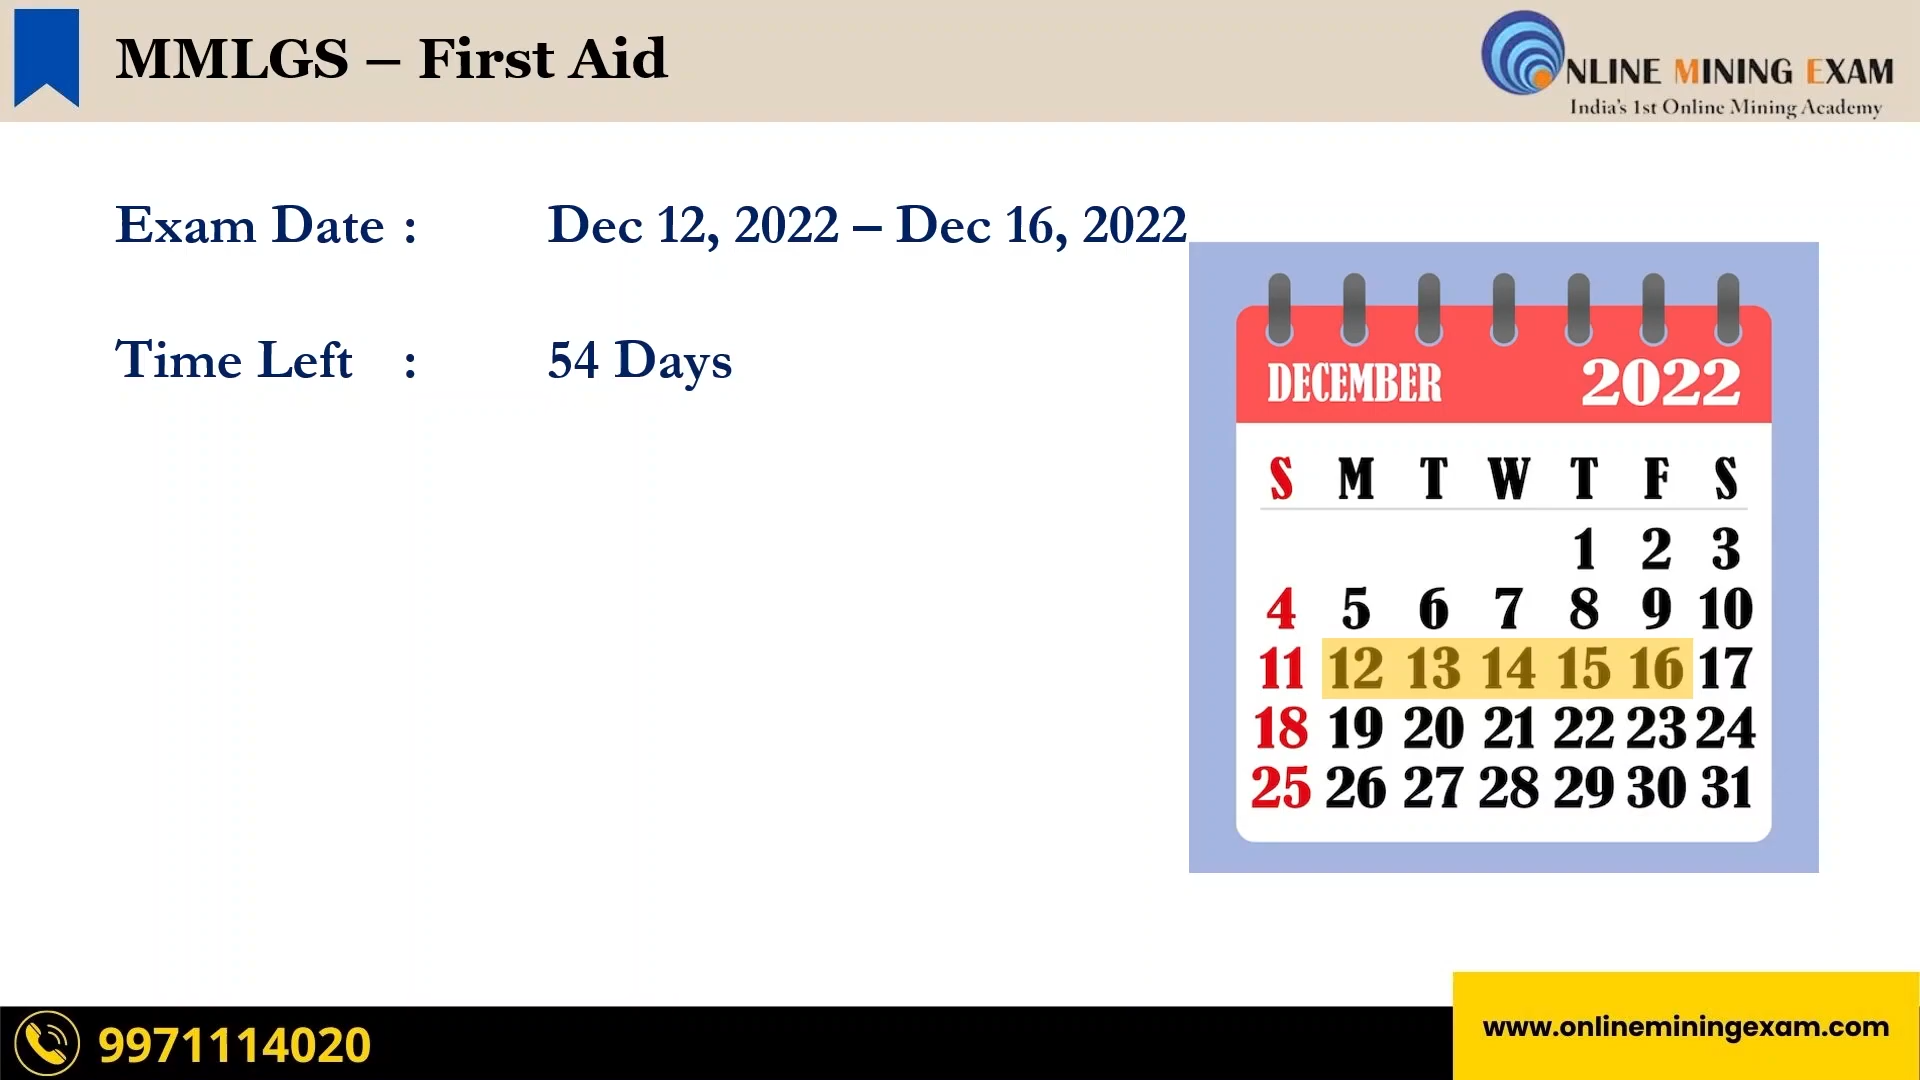 MMLGS – First Aid
NLINE MINING EXAM
India's 1st Online Mining Academy
Exam Date : Dec 12, 2022 – Dec 16, 2022
Time Left : 54 Days
DECEMBER 2022
S M T W T F S
1 2 3
4 5 6 7 8 9 10
11 12 13 14 15 16 17
18 19 20 21 22 23 24
25 26 27 28 29 30 31
9971114020
www.onlineminingexam.com